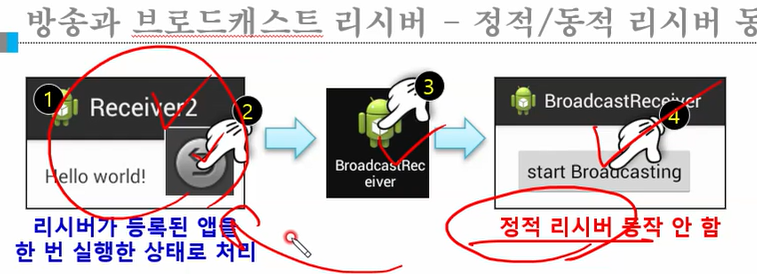 방송과 브로드캐스트 리시버 – 정적/동적 리시버 동
1
Receiver2
2
Hello world!
3
BroadcastRec
eiver
BroadcastReceiver
4
start Broadcasting
리시버가 등록된 앱을
한 번 실행한 상태로 처리
정적 리시버 동작 안 함